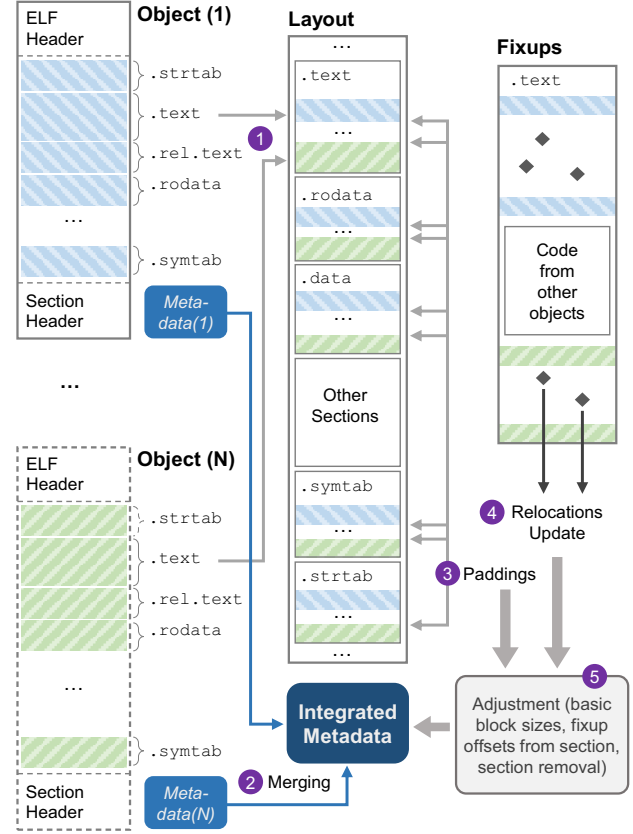 Object (1)
ELF
Header
.strtab
.text
.rel.text
.rodata
...
.symtab
Section
Header
Meta-
data(1)
...
Object (N)
ELF
Header
.strtab
.text
.rel.text
.rodata
...
.symtab
Section
Header
Meta-
data(N)
1
Layout
...
.text
...
.rodata
...
.data
...
Other
Sections
.symtab
...
.strtab
...
...
Integrated
Metadata
2 Merging
Fixups
.text
Code
from
other
objects
4 Relocations
Update
3 Paddings
5
Adjustment (basic
block sizes, fixup
offsets from section,
section removal)